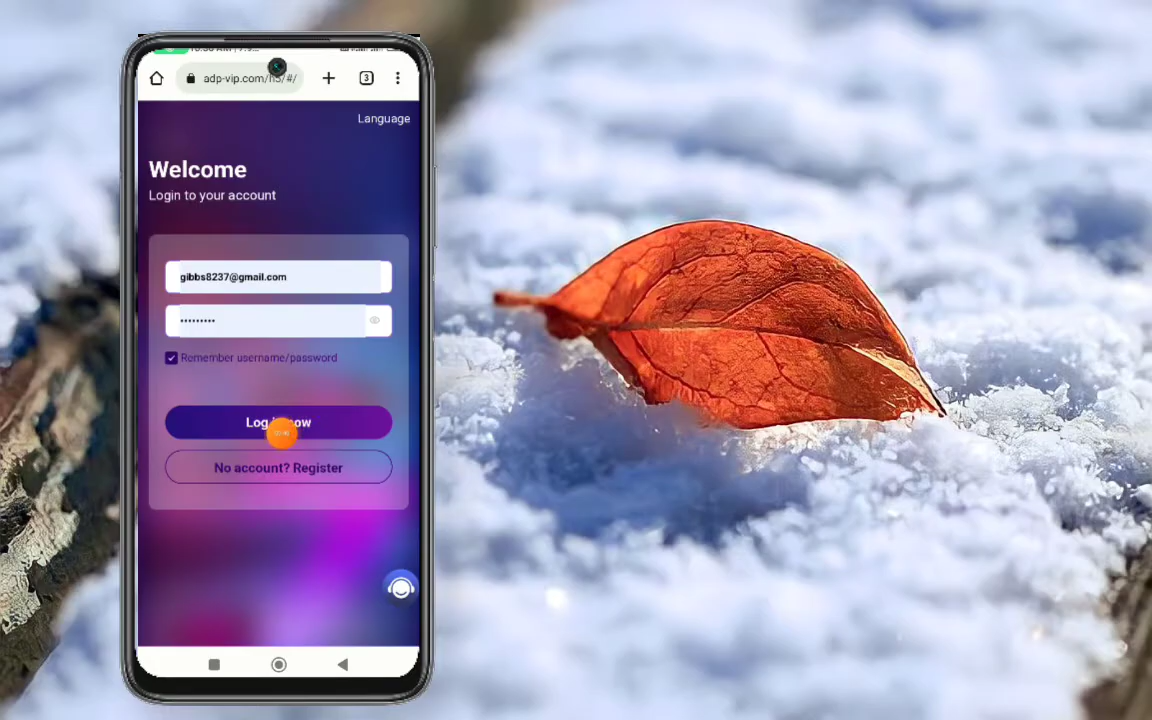 adp-vip.com/h5/#/
3
Language
Welcome
Login to your account
gibbs8237@gmail.com
•••••••••
Remember username/password
Log now
No account? Register